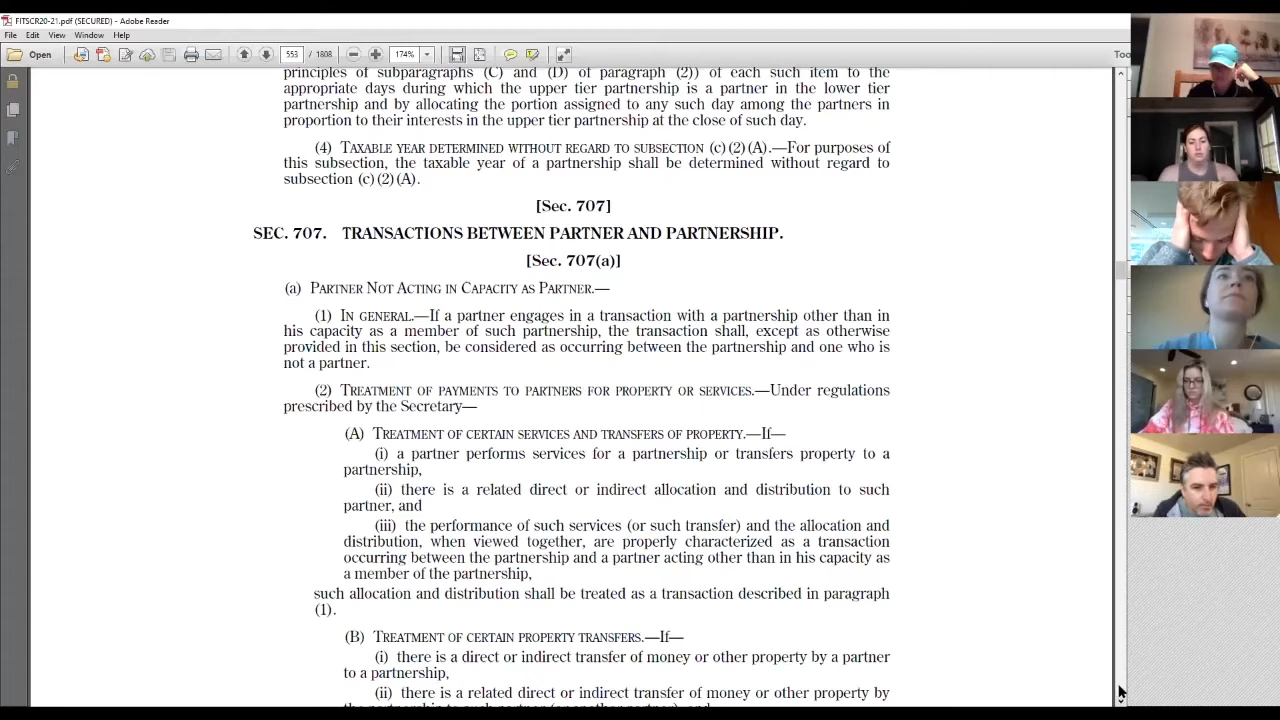 FITSCR20-21.pdf (SECURED) - Adobe Reader
File Edit View Window Help
Open 553 / 1808 174% Too
principles of subparagraphs (C) and (D) of paragraph (2)) of each such item to the
appropriate days during which the upper tier partnership is a partner in the lower tier
partnership and by allocating the portion assigned to any such day among the partners in
proportion to their interests in the upper tier partnership at the close of such day.
(4) TAXABLE YEAR DETERMINED WITHOUT REGARD TO SUBSECTION (c)(2)(A).—For purposes of
this subsection, the taxable year of a partnership shall be determined without regard to
subsection (c)(2)(A).
[Sec. 707]
SEC. 707. TRANSACTIONS BETWEEN PARTNER AND PARTNERSHIP.
[Sec. 707(a)]
(a) PARTNER NOT ACTING IN CAPACITY AS PARTNER.—
(1) IN GENERAL.—If a partner engages in a transaction with a partnership other than in
his capacity as a member of such partnership, the transaction shall, except as otherwise
provided in this section, be considered as occurring between the partnership and one who is
not a partner.
(2) TREATMENT OF PAYMENTS TO PARTNERS FOR PROPERTY OR SERVICES.—Under regulations
prescribed by the Secretary—
(A) TREATMENT OF CERTAIN SERVICES AND TRANSFERS OF PROPERTY.—If—
(i) a partner performs services for a partnership or transfers property to a
partnership,
(ii) there is a related direct or indirect allocation and distribution to such
partner, and
(iii) the performance of such services (or such transfer) and the allocation and
distribution, when viewed together, are properly characterized as a transaction
occurring between the partnership and a partner acting other than in his capacity as
a member of the partnership,
such allocation and distribution shall be treated as a transaction described in paragraph
(1).
(B) TREATMENT OF CERTAIN PROPERTY TRANSFERS.—If—
(i) there is a direct or indirect transfer of money or other property by a partner
to a partnership,
(ii) there is a related direct or indirect transfer of money or other property by